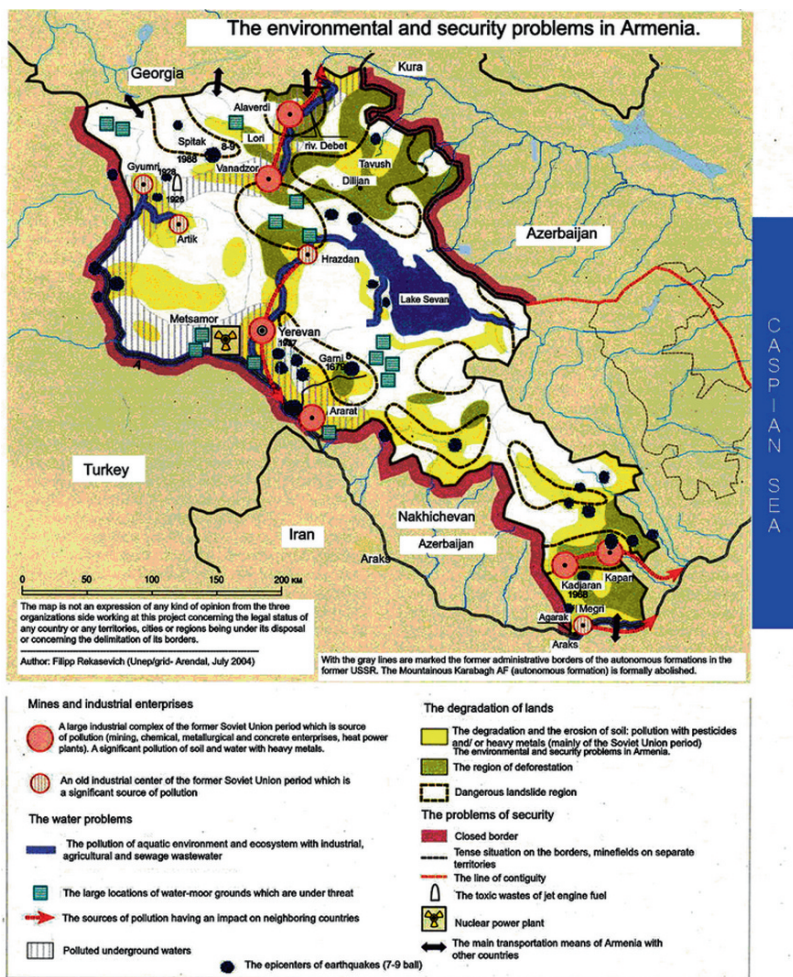 The environmental and security problems in Armenia.
Georgia
Kura
Alaverdi
Spitak
1988
8-9
Lori
riv. Debet
Gyumri
1926
1926
Vanadzor
Tavush
Dilijan
Artik
Azerbaijan
Hrazdan
Lake Sevan
Metsamor
Yerevan
Garni
1679
Ararat
CASPIAN SEA
Turkey
Nakhichevan
Iran
Azerbaijan
Araks
Kadjaran
1968
Kapan
Megri
Agarak
Araks
0 50 100 150 200 KM
The map is not an expression of any kind of opinion from the three
organizations side working at this project concerning the legal status of
any country or any territories, cities or regions being under its disposal
or concerning the delimitation of its borders.
Author: Filipp Rekasevich (Unep/grid- Arendal, July 2004)
With the gray lines are marked the former administrative borders of the autonomous formations in the
former USSR. The Mountainous Karabagh AF (autonomous formation) is formally abolished.
Mines and industrial enterprises
A large industrial complex of the former Soviet Union period which is source
of pollution (mining, chemical, metallurgical and concrete enterprises, heat power
plants). A significant pollution of soil and water with heavy metals.
An old industrial center of the former Soviet Union period which is
a significant source of pollution
The water problems
The pollution of aquatic environment and ecosystem with industrial,
agricultural and sewage wastewater
The large locations of water-moor grounds which are under threat
The sources of pollution having an impact on neighboring countries
Polluted underground waters
The epicenters of earthquakes (7-9 ball)
The degradation of lands
The degradation and the erosion of soil: pollution with pesticides
and/ or heavy metals (mainly of the Soviet Union period)
The environmental and security problems in Armenia.
The region of deforestation
Dangerous landslide region
The problems of security
Closed border
Tense situation on the borders, minefields on separate
territories
The line of contiguity
The toxic wastes of jet engine fuel
Nuclear power plant
The main transportation means of Armenia with
other countries